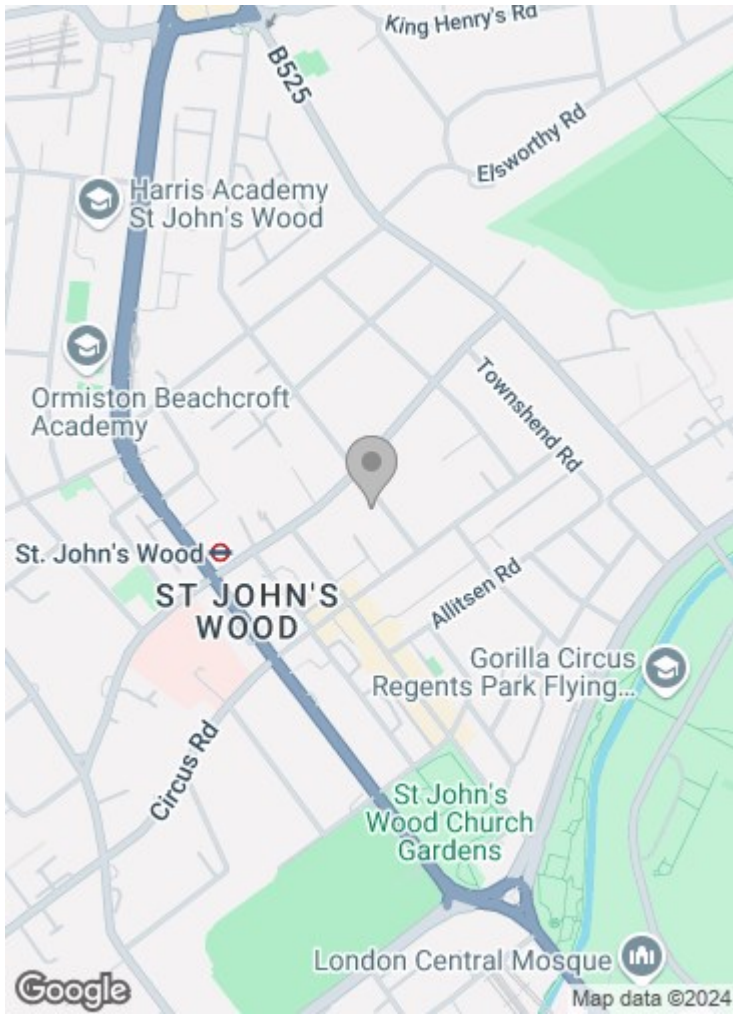 King Henry's Rd
B525
Elsworthy Rd
Harris Academy
St John's Wood
Ormiston Beachcroft
Academy
Townshend Rd
St. John's Wood
ST JOHN'S
WOOD
Allitsen Rd
Gorilla Circus
Regents Park Flying...
Circus Rd
St John's
Wood Church
Gardens
London Central Mosque
Google
Map data ©2024